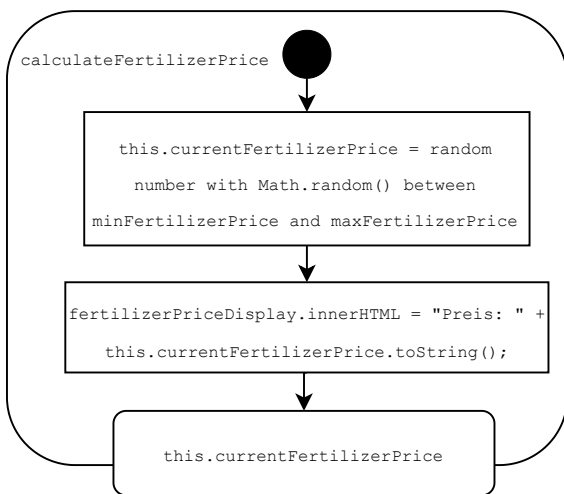 calculateFertilizerPrice
this.currentFertilizerPrice = random
number with Math.random() between
minFertilizerPrice and maxFertilizerPrice
fertilizerPriceDisplay.innerHTML = "Preis: " +
this.currentFertilizerPrice.toString();
this.currentFertilizerPrice